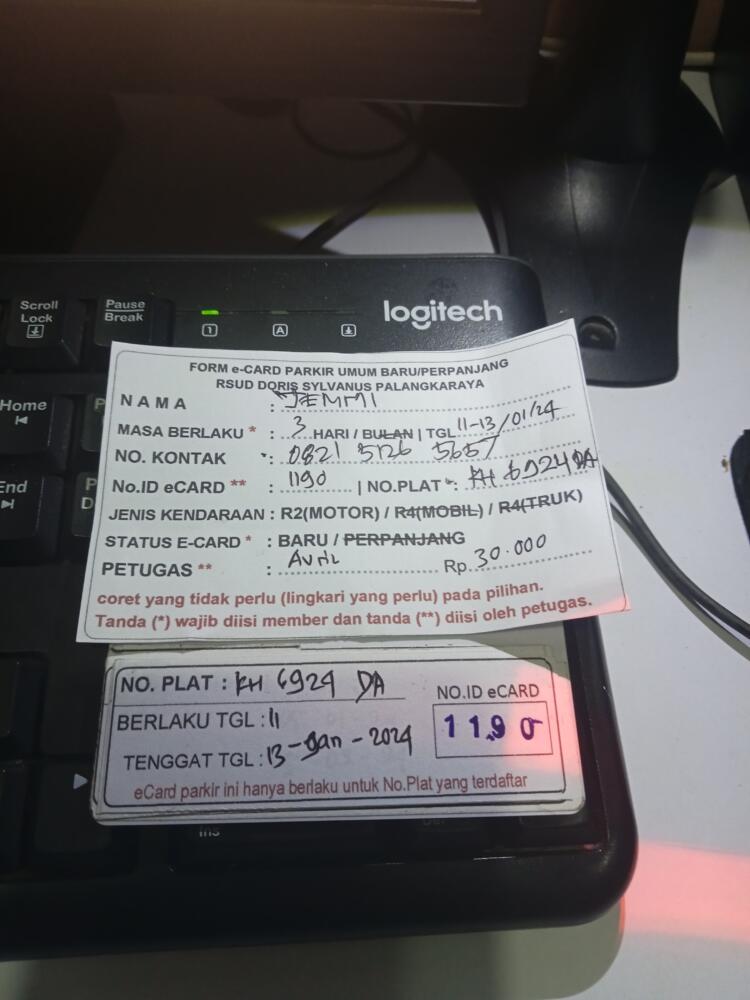 Scroll Lock
Pause Break
logitech
1 A
Home
End
FORM e-CARD PARKIR UMUM BARU/PERPANJANG
RSUD DORIS SYLVANUS PALANGKARAYA
NAMA : JEMMI
MASA BERLAKU * : 3 HARI / BULAN | TGL 11-13/01/24
NO. KONTAK : 0821 5126 5657
No.ID eCARD ** : 1190 | NO.PLAT *: KH 6924 DA
JENIS KENDARAAN : R2(MOTOR) / R4(MOBIL) / R4(TRUK)
STATUS E-CARD * : BARU / PERPANJANG
PETUGAS ** : Avril Rp. 30.000
coret yang tidak perlu (lingkari yang perlu) pada pilihan.
Tanda (*) wajib diisi member dan tanda (**) diisi oleh petugas.
NO. PLAT : KH 6924 DA
NO.ID eCARD
1190
BERLAKU TGL : 11
TENGGAT TGL : 13-Jan-2024
eCard parkir ini hanya berlaku untuk No.Plat yang terdaftar
Ins